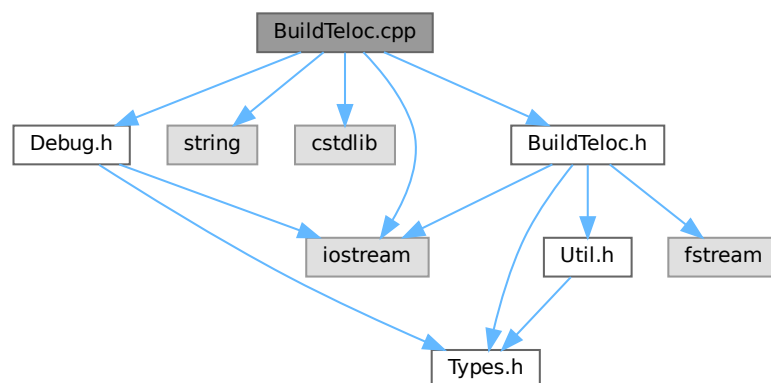 BuildTeloc.cpp
Debug.h
string
cstdlib
BuildTeloc.h
iostream
Util.h
fstream
Types.h